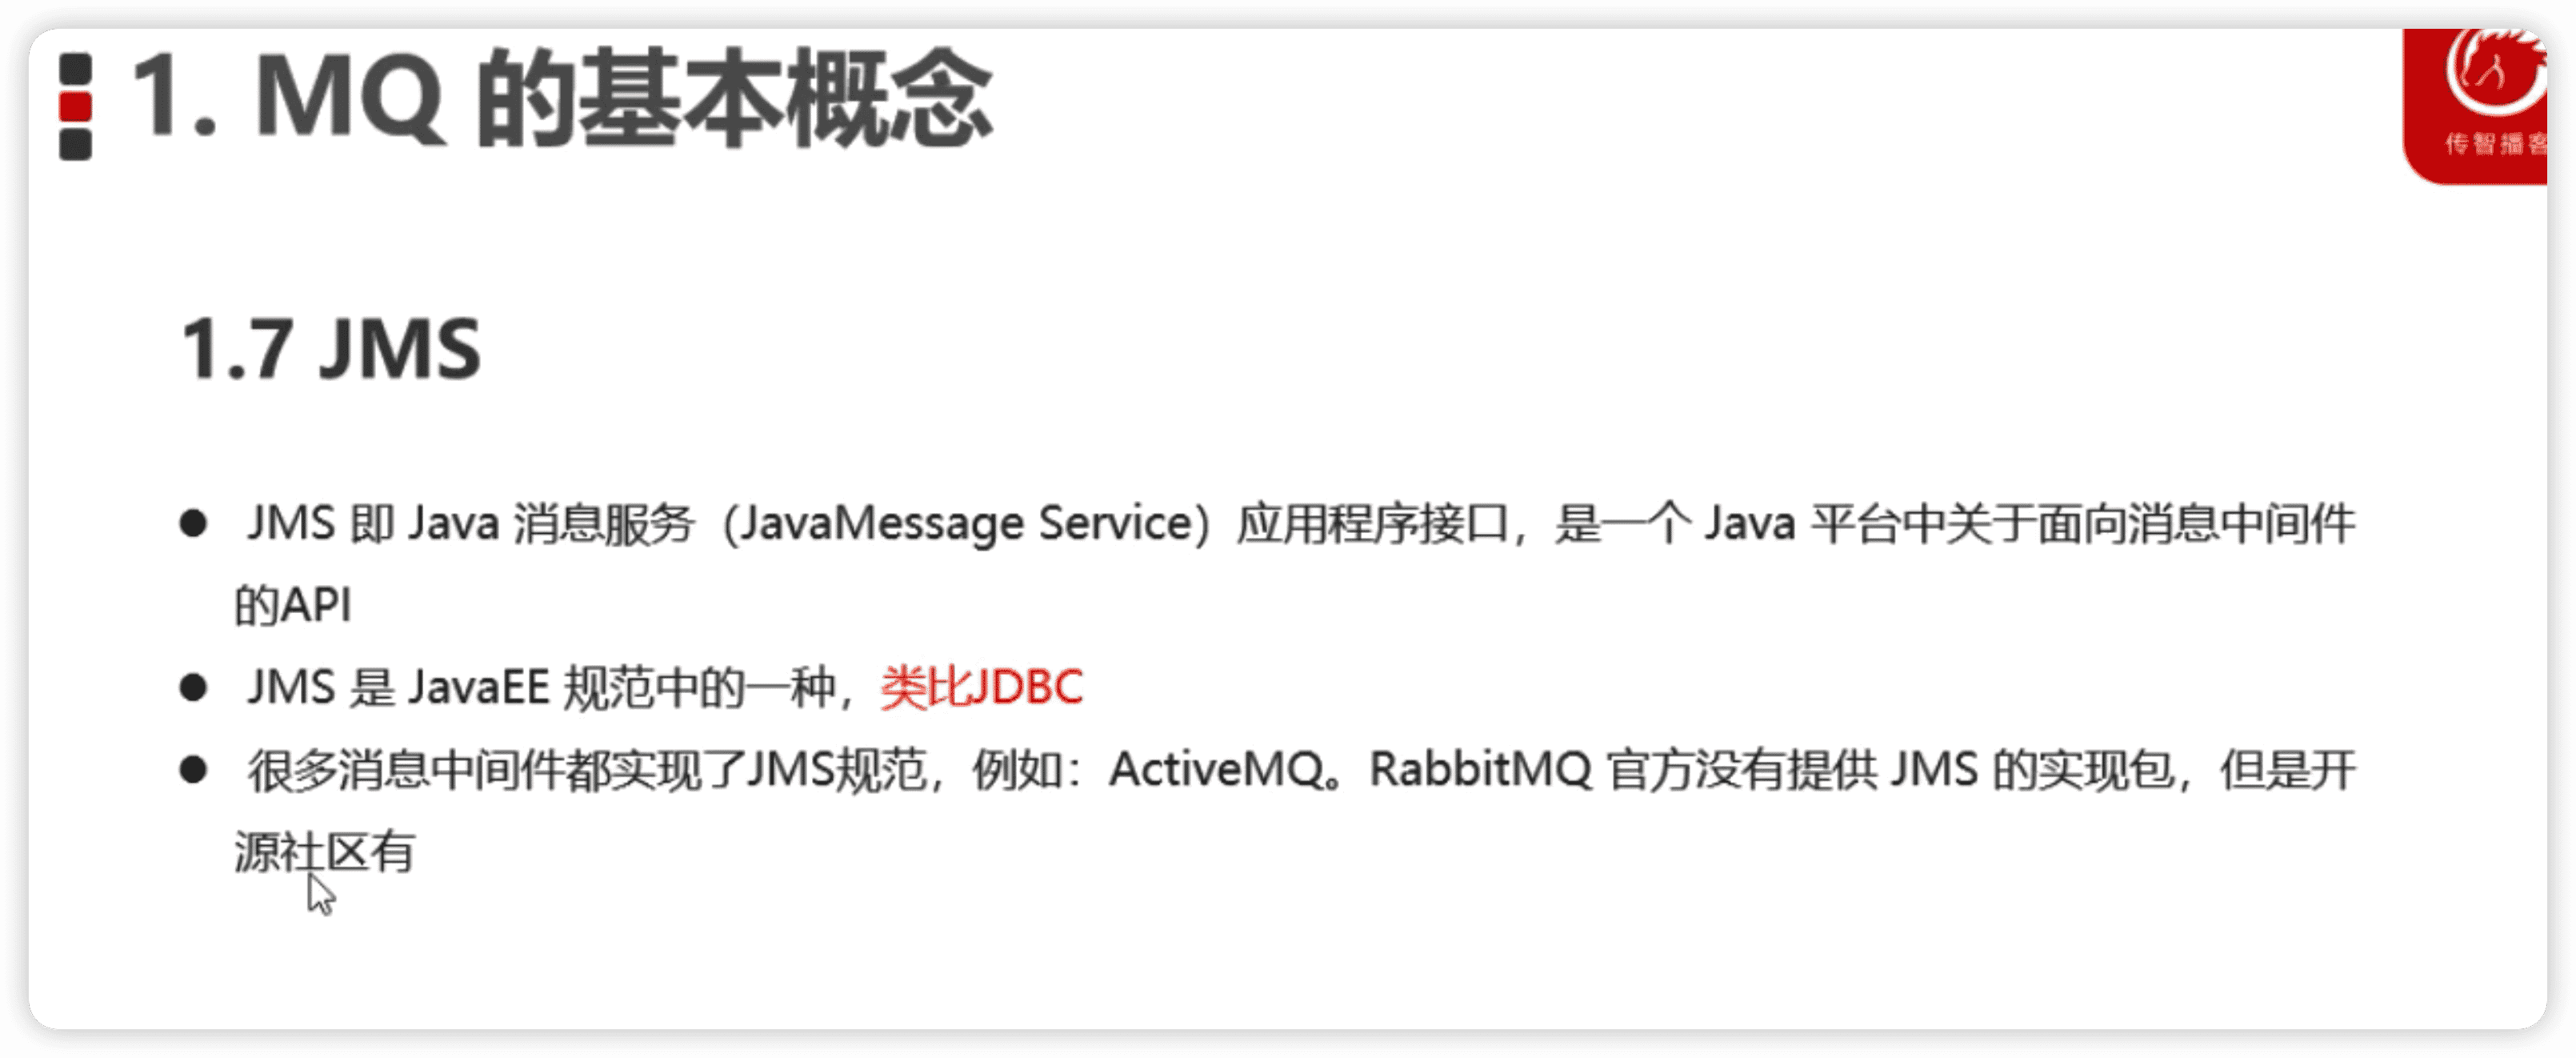 1. MQ 的基本概念
传智播客
1.7 JMS
● JMS 即 Java 消息服务（JavaMessage Service）应用程序接口，是一个 Java 平台中关于面向消息中间件
的API
● JMS 是 JavaEE 规范中的一种，类比JDBC
● 很多消息中间件都实现了JMS规范，例如：ActiveMQ。RabbitMQ 官方没有提供 JMS 的实现包，但是开
源社区有